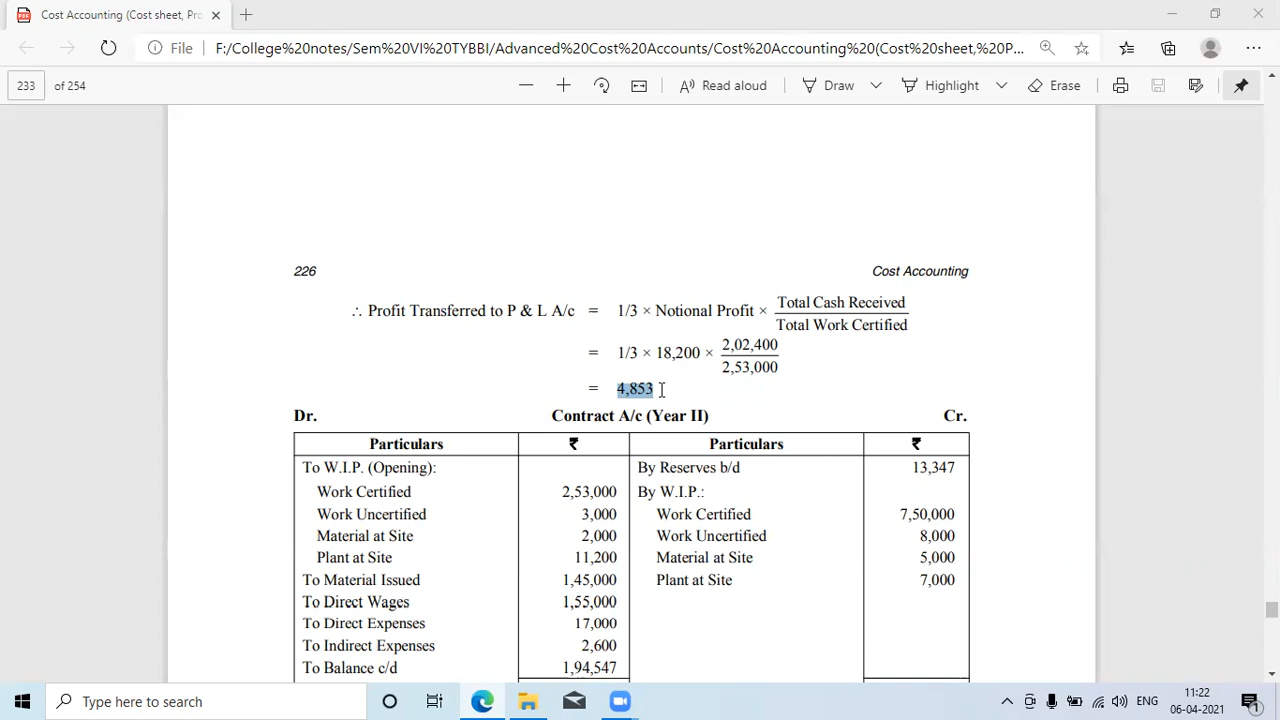 Cost Accounting (Cost sheet, Pro
File F:/College%20notes/Sem%20VI%20TYBBI/Advanced%20Cost%20Accounts/Cost%20Accounting%20(Cost%20sheet,%20P...
233 of 254 Read aloud Draw Highlight Erase
226 Cost Accounting
∴ Profit Transferred to P & L A/c = 1/3 × Notional Profit × Total Cash Received
Total Work Certified
= 1/3 × 18,200 × 2,02,400
2,53,000
= 4,853
Dr. Contract A/c (Year II) Cr.
Particulars ₹ Particulars ₹
To W.I.P. (Opening): By Reserves b/d 13,347
Work Certified 2,53,000 By W.I.P.:
Work Uncertified 3,000 Work Certified 7,50,000
Material at Site 2,000 Work Uncertified 8,000
Plant at Site 11,200 Material at Site 5,000
To Material Issued 1,45,000 Plant at Site 7,000
To Direct Wages 1,55,000
To Direct Expenses 17,000
To Indirect Expenses 2,600
To Balance c/d 1,94,547
Type here to search
ENG
11:22
06-04-2021
1